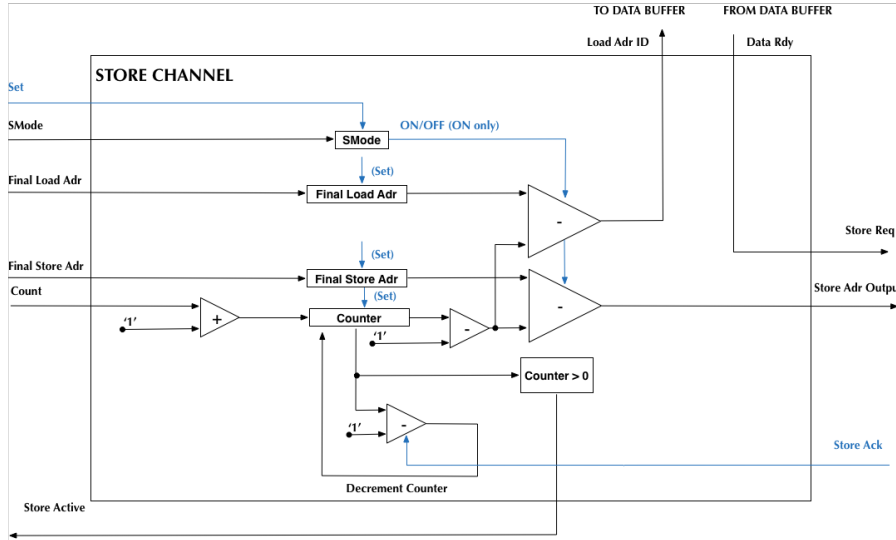 TO DATA BUFFER
FROM DATA BUFFER
Load Adr ID
Data Rdy
STORE CHANNEL
Set
SMode
ON/OFF (ON only)
SMode
(Set)
Final Load Adr
Final Load Adr
-
Store Req
(Set)
Final Store Adr
Final Store Adr
(Set)
Store Adr Output
-
Count
Counter
'1'
+
-
'1'
Counter > 0
'1'
-
Store Ack
Decrement Counter
Store Active